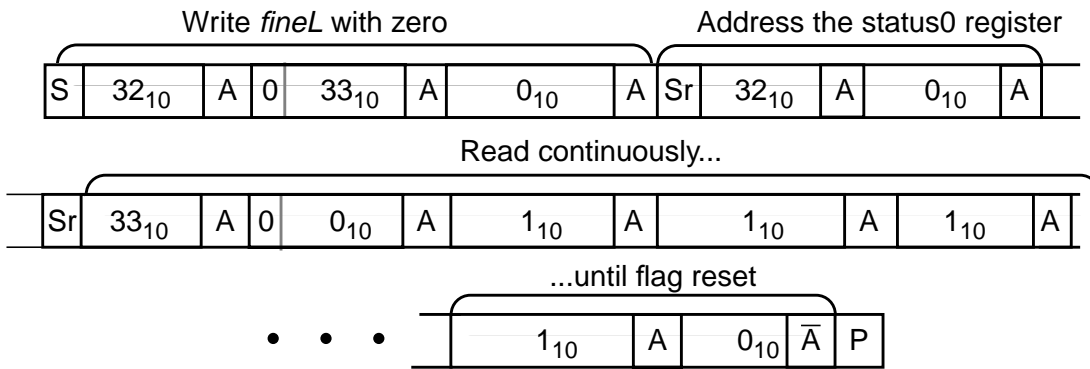 Write fineL with zero Address the status0 register
S 32₁₀ A 0 33₁₀ A 0₁₀ A Sr 32₁₀ A 0₁₀ A
Read continuously...
Sr 33₁₀ A 0 0₁₀ A 1₁₀ A 1₁₀ A 1₁₀ A
...until flag reset
• • • 1₁₀ A 0₁₀ A̅ P